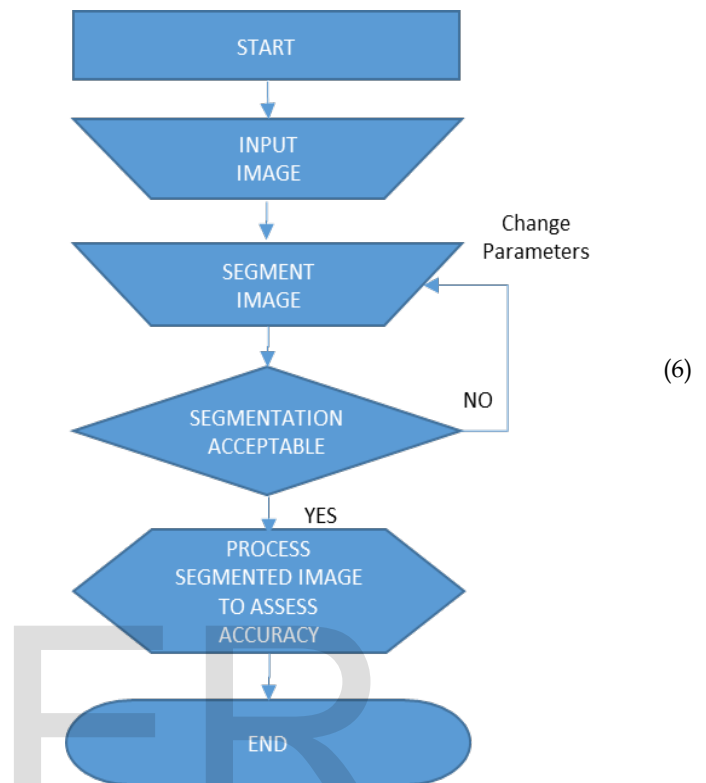 START
INPUT
IMAGE
Change
Parameters
SEGMENT
IMAGE
(6)
NO
SEGMENTATION
ACCEPTABLE
YES
PROCESS
SEGMENTED IMAGE
TO ASSESS
ACCURACY
END